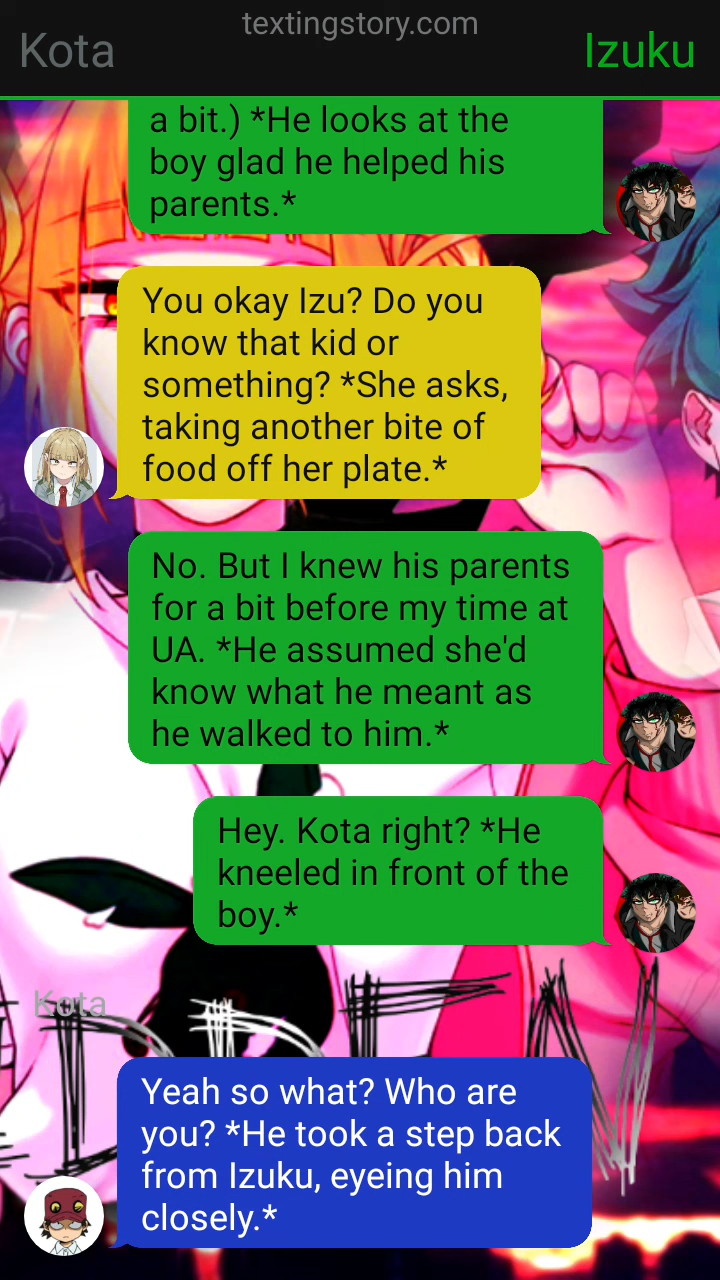 textingstory.com
Kota
Izuku
a bit.) *He looks at the
boy glad he helped his
parents.*
You okay Izu? Do you
know that kid or
something? *She asks,
taking another bite of
food off her plate.*
No. But I knew his parents
for a bit before my time at
UA. *He assumed she'd
know what he meant as
he walked to him.*
Hey. Kota right? *He
kneeled in front of the
boy.*
Kota
Yeah so what? Who are
you? *He took a step back
from Izuku, eyeing him
closely.*